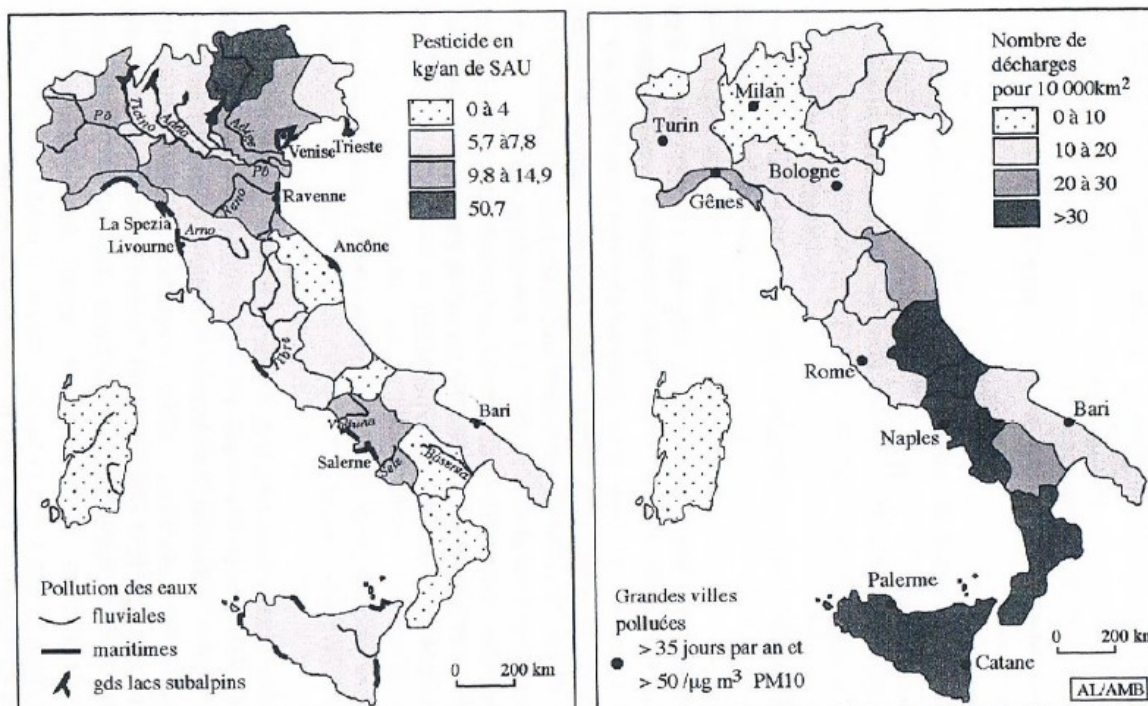 Pesticide en
kg/an de SAU
0 à 4
5,7 à7,8
9,8 à 14,9
50,7
Pô
Ticino
Adda
Adige
Venise
Trieste
Pô
Reno
Ravenne
La Spezia
Livourne
Arno
Ancône
Tibre
Bari
Volturno
Salerne
Sele
Basento
Pollution des eaux
fluviales
maritimes
gds lacs subalpins
0 200 km
Nombre de
décharges
pour 10 000km²
0 à 10
10 à 20
20 à 30
>30
Milan
Turin
Bologne
Gênes
Rome
Bari
Naples
Palerme
Catane
Grandes villes
polluées
> 35 jours par an et
> 50 /µg m³ PM10
0 200 km
AL/AMB